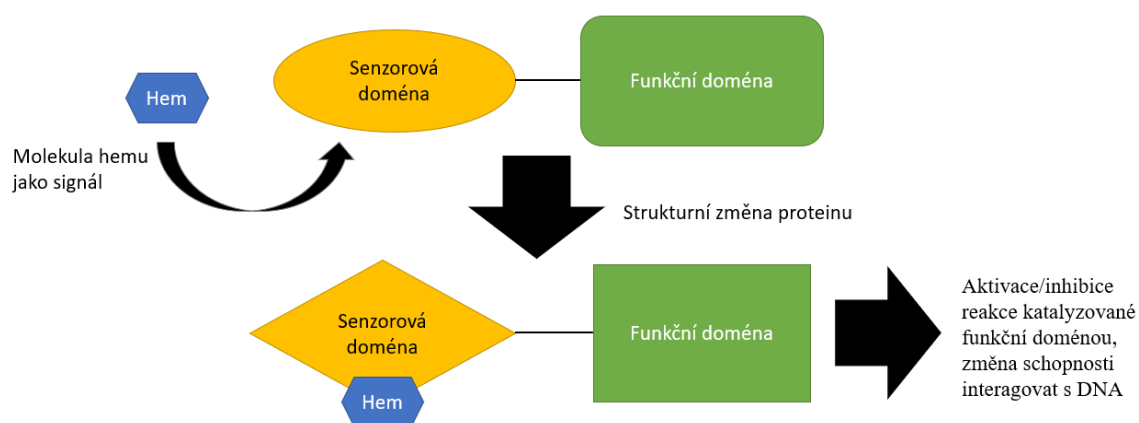 Hem
Senzorová
doména
Funkční doména
Molekula hemu
jako signál
Strukturní změna proteinu
Senzorová
doména
Hem
Funkční doména
Aktivace/inhibice
reakce katalyzované
funkční doménou,
změna schopnosti
interagovat s DNA